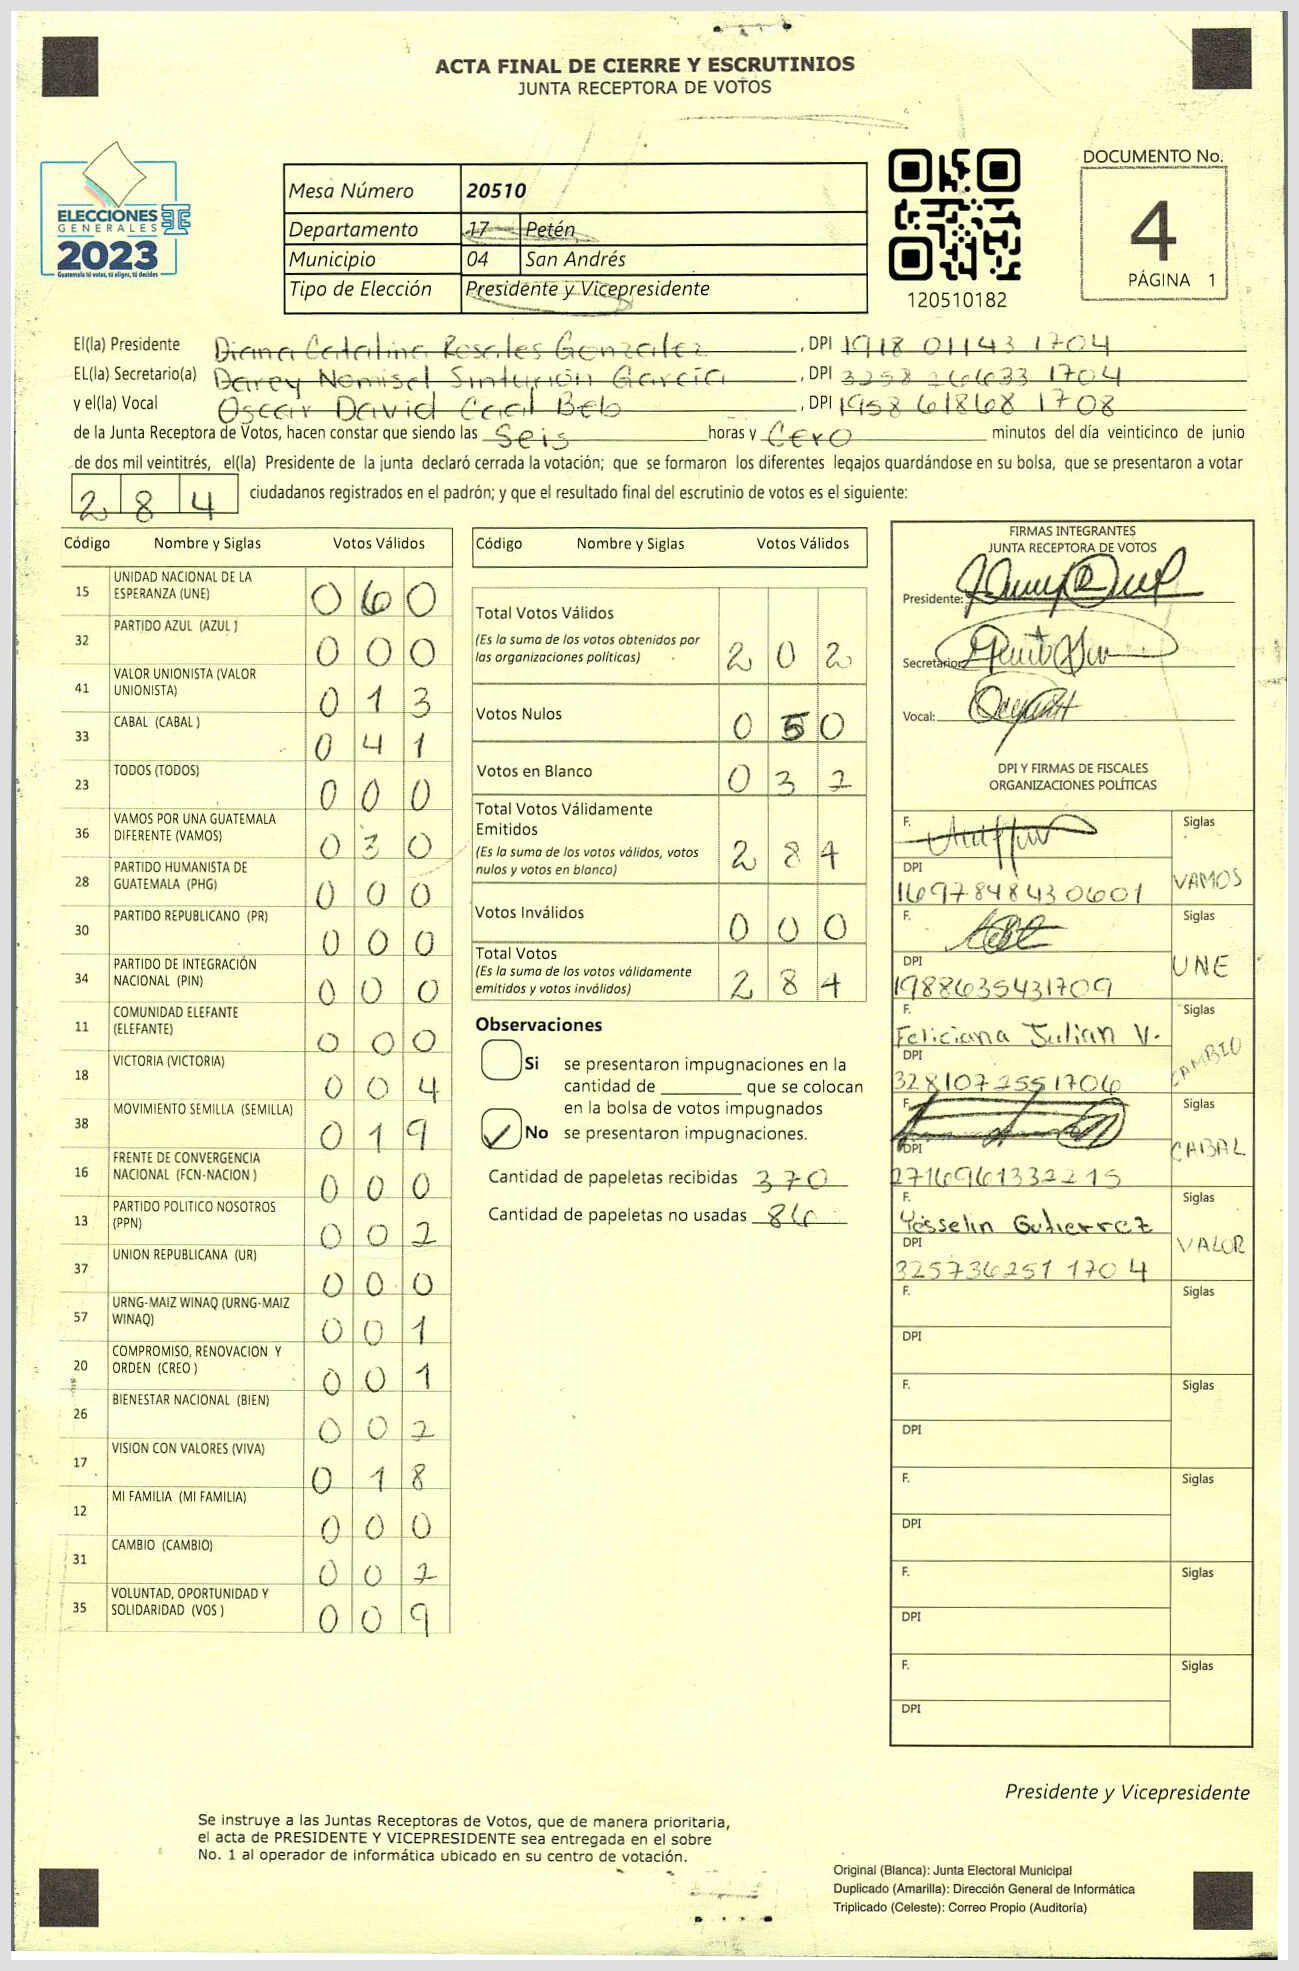 ACTA FINAL DE CIERRE Y ESCRUTINIOS
JUNTA RECEPTORA DE VOTOS
ELECCIONES
GENERALES
2023
Guatemala tú votas, tú eliges, tú decides
Mesa Número 20510
Departamento 17 Petén
Municipio 04 San Andrés
Tipo de Elección Presidente y Vicepresidente
120510182
DOCUMENTO No.
4
PÁGINA 1
El(la) Presidente Diana Catalina Rosales Gonzalez, DPI 1918 01143 1704
EL(la) Secretario(a) Darey Nomisel Sinturión García, DPI 3258 26633 1704
y el(la) Vocal Oscar David Caal Beb, DPI 1958 61868 1708
de la Junta Receptora de Votos, hacen constar que siendo las Seis horas y Cero minutos del día veinticinco de junio
de dos mil veintitrés, el(la) Presidente de la junta declaró cerrada la votación; que se formaron los diferentes legajos guardándose en su bolsa, que se presentaron a votar
284 ciudadanos registrados en el padrón; y que el resultado final del escrutinio de votos es el siguiente:
Código Nombre y Siglas Votos Válidos
15 UNIDAD NACIONAL DE LA ESPERANZA (UNE) 0 6 0
32 PARTIDO AZUL (AZUL ) 0 0 0
41 VALOR UNIONISTA (VALOR UNIONISTA) 0 1 3
33 CABAL (CABAL ) 0 4 1
23 TODOS (TODOS) 0 0 0
36 VAMOS POR UNA GUATEMALA DIFERENTE (VAMOS) 0 3 0
28 PARTIDO HUMANISTA DE GUATEMALA (PHG) 0 0 0
30 PARTIDO REPUBLICANO (PR) 0 0 0
34 PARTIDO DE INTEGRACIÓN NACIONAL (PIN) 0 0 0
11 COMUNIDAD ELEFANTE (ELEFANTE) 0 0 0
18 VICTORIA (VICTORIA) 0 0 4
38 MOVIMIENTO SEMILLA (SEMILLA) 0 1 9
16 FRENTE DE CONVERGENCIA NACIONAL (FCN-NACION ) 0 0 0
13 PARTIDO POLITICO NOSOTROS (PPN) 0 0 2
37 UNION REPUBLICANA (UR) 0 0 0
57 URNG-MAIZ WINAQ (URNG-MAIZ WINAQ) 0 0 1
20 COMPROMISO, RENOVACION Y ORDEN (CREO ) 0 0 1
26 BIENESTAR NACIONAL (BIEN) 0 0 2
17 VISION CON VALORES (VIVA) 0 1 8
12 MI FAMILIA (MI FAMILIA) 0 0 0
31 CAMBIO (CAMBIO) 0 0 2
35 VOLUNTAD, OPORTUNIDAD Y SOLIDARIDAD (VOS ) 0 0 9
Código Nombre y Siglas Votos Válidos
Total Votos Válidos 2 0 2
(Es la suma de los votos obtenidos por
las organizaciones políticas)
Votos Nulos 0 5 0
Votos en Blanco 0 3 2
Total Votos Válidamente
Emitidos 2 8 4
(Es la suma de los votos válidos, votos
nulos y votos en blanco)
Votos Inválidos 0 0 0
Total Votos 2 8 4
(Es la suma de los votos válidamente
emitidos y votos inválidos)
Observaciones
Si se presentaron impugnaciones en la
cantidad de ________ que se colocan
en la bolsa de votos impugnados
No se presentaron impugnaciones.
Cantidad de papeletas recibidas 370
Cantidad de papeletas no usadas 86
FIRMAS INTEGRANTES
JUNTA RECEPTORA DE VOTOS
Presidente:
Secretario:
Vocal:
DPI Y FIRMAS DE FISCALES
ORGANIZACIONES POLÍTICAS
F. Siglas
DPI VAMOS
1697848430601
F. Siglas
DPI UNE
1988635431709
F. Siglas
Feliciana Julian V.
DPI CAMBIO
3281072551706
F. Siglas
DPI CABAL
2716961332215
F. Siglas
Yesselin Gutierrez
DPI VALOR
325736251 1704
F. Siglas
DPI
F. Siglas
DPI
F. Siglas
DPI
F. Siglas
DPI
F. Siglas
DPI
Presidente y Vicepresidente
Se instruye a las Juntas Receptoras de Votos, que de manera prioritaria,
el acta de PRESIDENTE Y VICEPRESIDENTE sea entregada en el sobre
No. 1 al operador de informática ubicado en su centro de votación.
Original (Blanca): Junta Electoral Municipal
Duplicado (Amarilla): Dirección General de Informática
Triplicado (Celeste): Correo Propio (Auditoría)